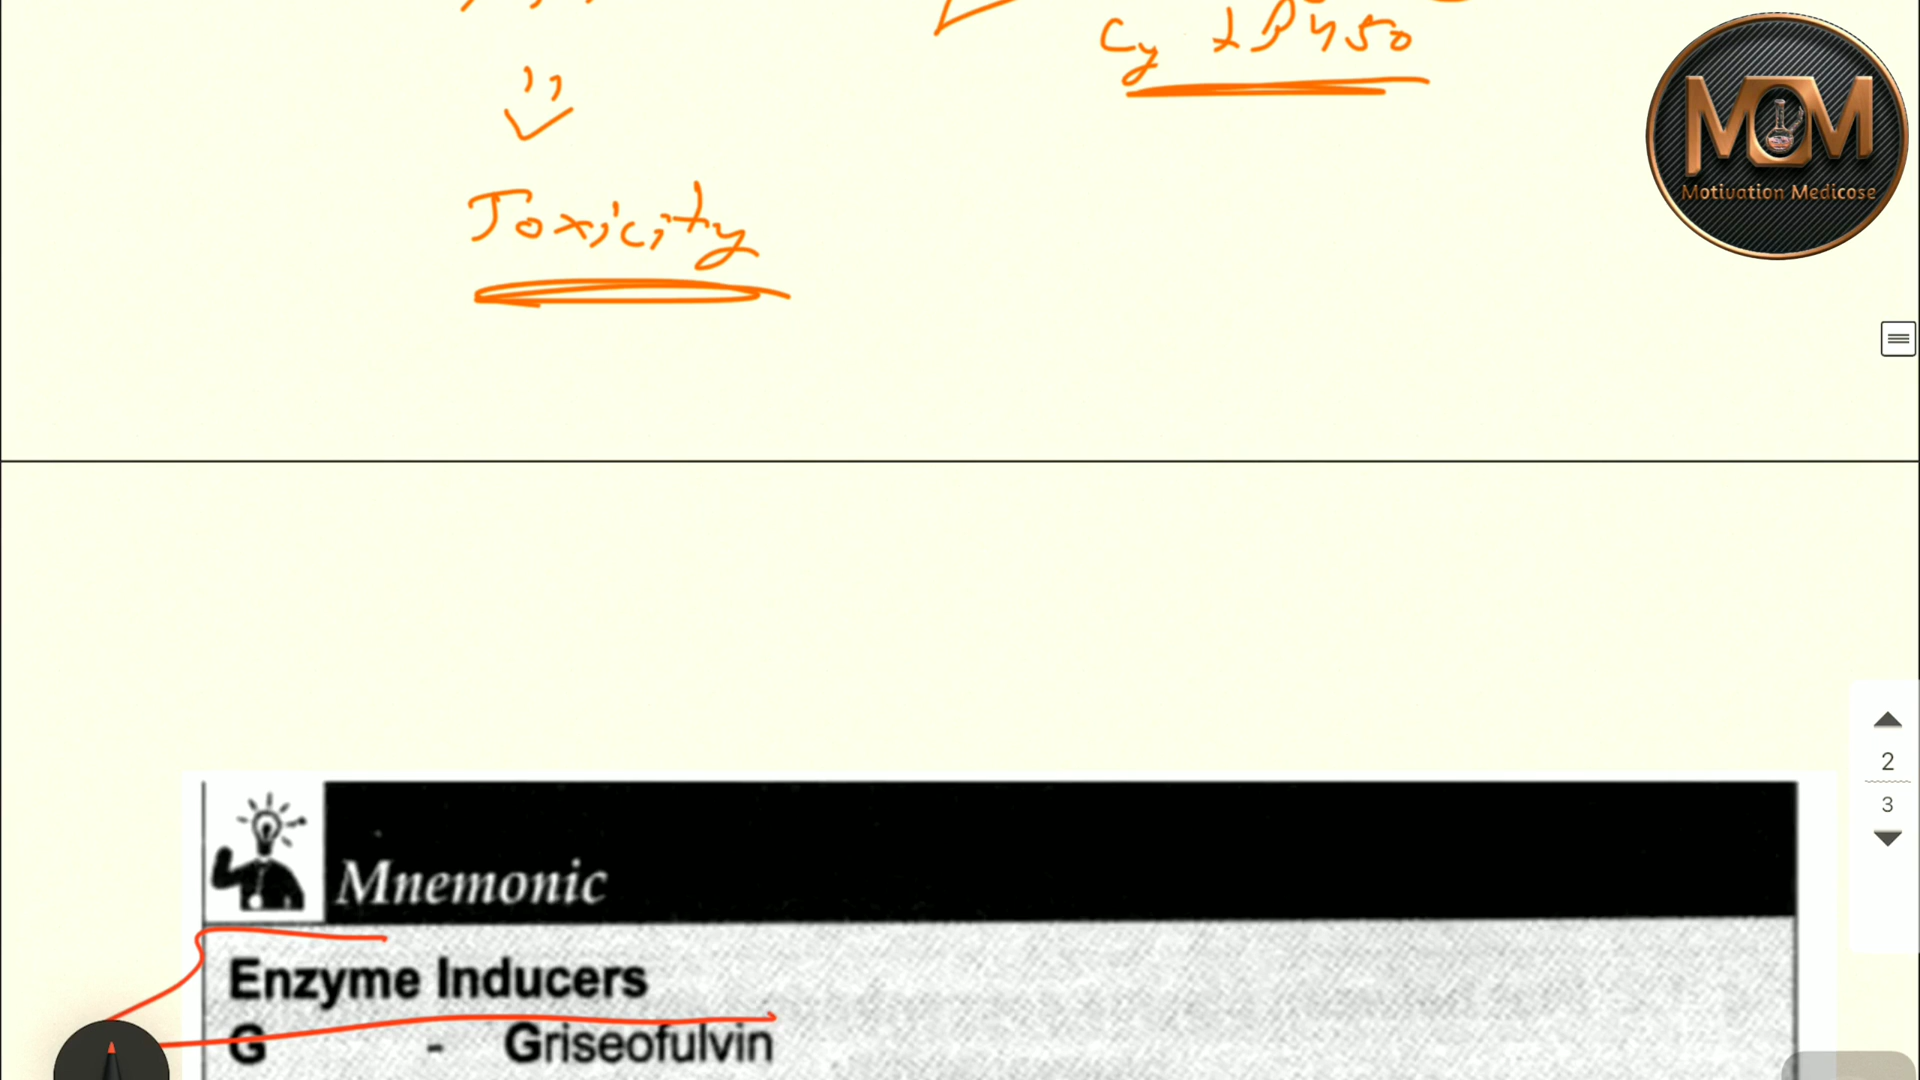 Cy
P450
Toxicity
MOM
Motivation Medicose
2
3
Mnemonic
Enzyme Inducers
G - Griseofulvin